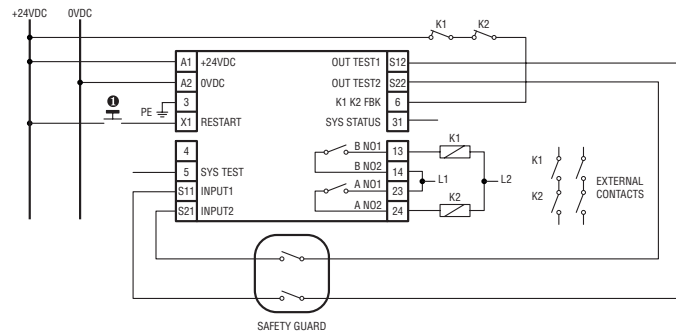 +24VDC 0VDC
K1 K2
A1 +24VDC OUT TEST1 S12
A2 0VDC OUT TEST2 S22
3 K1 K2 FBK 6
PE
❶
X1 RESTART SYS STATUS 31
4 B NO1 13 K1
5 SYS TEST B NO2 14
L1 L2
S11 INPUT1 A NO1 23
S21 INPUT2 A NO2 24 K2
K1
K2
EXTERNAL
CONTACTS
SAFETY GUARD